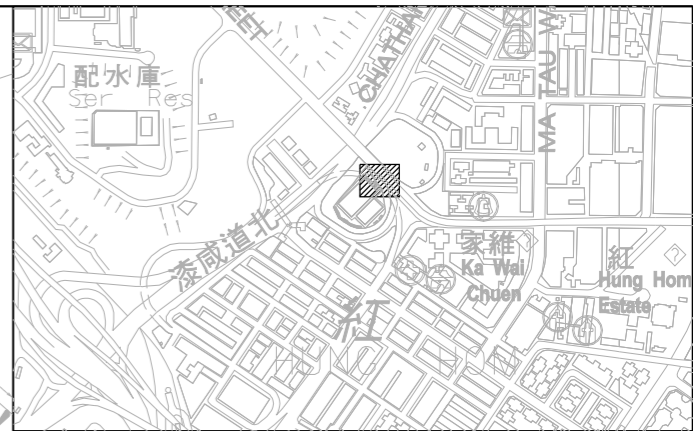 配水庫
Ser Res
EET
CHATHAM
MA TAU W
漆咸道北
家維
Ka Wai
Chuen
紅
Hung Hom
Estate
紅
HUNG HOM